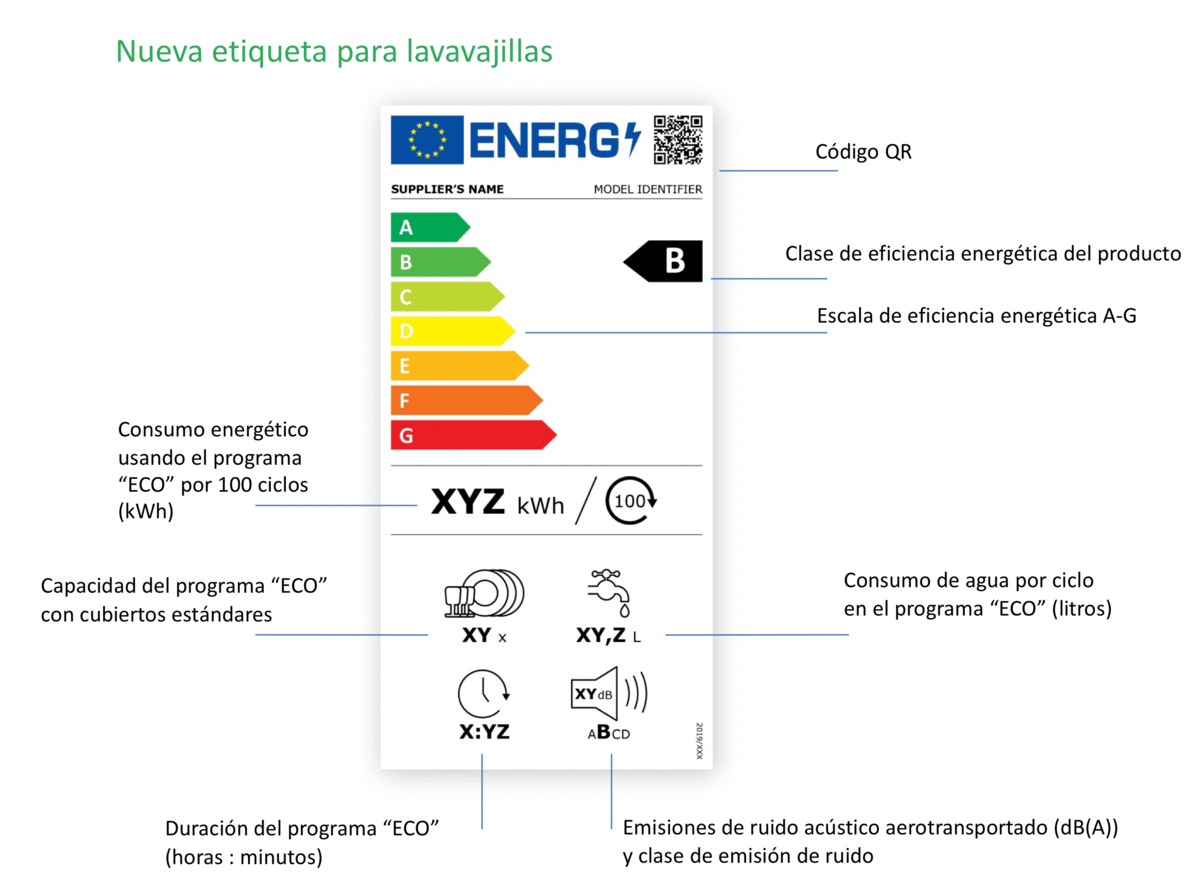 Nueva etiqueta para lavavajillas
ENERG
SUPPLIER'S NAME
MODEL IDENTIFIER
Código QR
A
B
B
Clase de eficiencia energética del producto
C
Escala de eficiencia energética A-G
D
E
F
G
Consumo energético
usando el programa
“ECO” por 100 ciclos
(kWh)
XYZ kWh / 100
Capacidad del programa “ECO”
con cubiertos estándares
XY x
XY,Z L
Consumo de agua por ciclo
en el programa “ECO” (litros)
X:YZ
XY dB
ABCD
2019/XXX
Duración del programa “ECO”
(horas : minutos)
Emisiones de ruido acústico aerotransportado (dB(A))
y clase de emisión de ruido